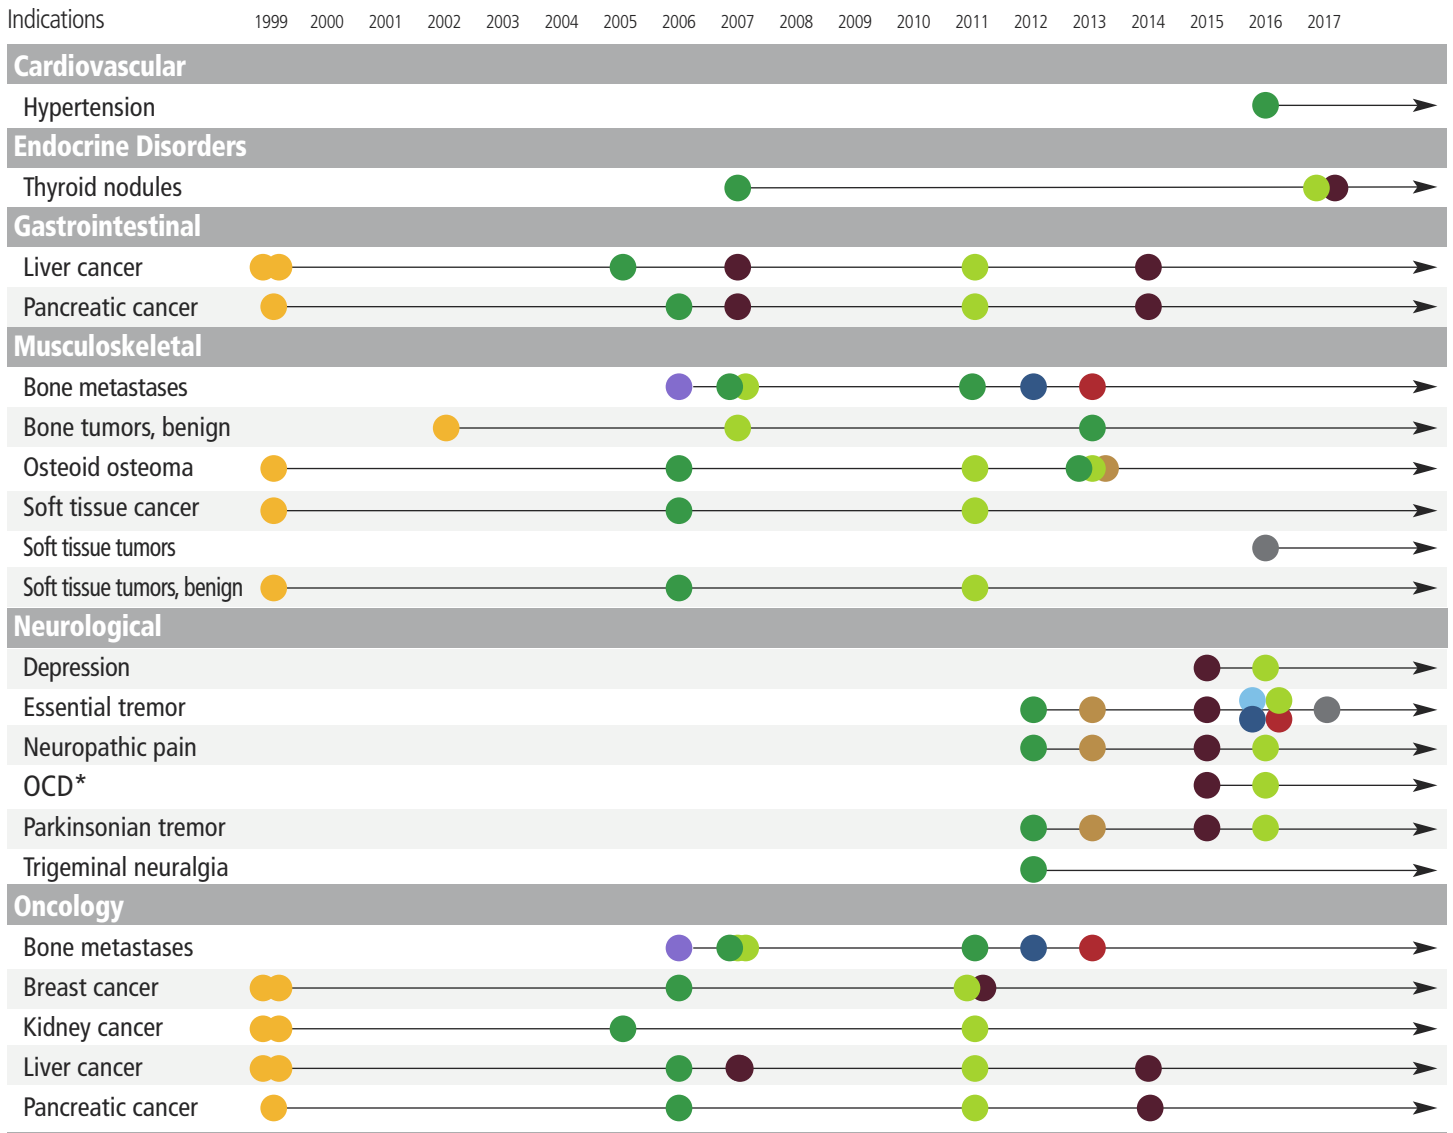 Indications 1999 2000 2001 2002 2003 2004 2005 2006 2007 2008 2009 2010 2011 2012 2013 2014 2015 2016 2017
Cardiovascular
Hypertension
Endocrine Disorders
Thyroid nodules
Gastrointestinal
Liver cancer
Pancreatic cancer
Musculoskeletal
Bone metastases
Bone tumors, benign
Osteoid osteoma
Soft tissue cancer
Soft tissue tumors
Soft tissue tumors, benign
Neurological
Depression
Essential tremor
Neuropathic pain
OCD*
Parkinsonian tremor
Trigeminal neuralgia
Oncology
Bone metastases
Breast cancer
Kidney cancer
Liver cancer
Pancreatic cancer